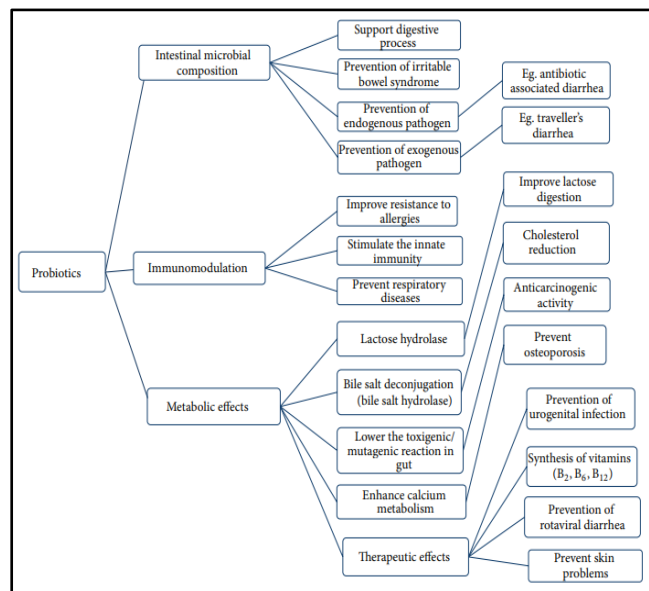 Probiotics
Intestinal microbial
composition
Support digestive
process
Prevention of irritable
bowel syndrome
Prevention of
endogenous pathogen
Eg. antibiotic
associated diarrhea
Prevention of exogenous
pathogen
Eg. traveller's
diarrhea
Immunomodulation
Improve resistance to
allergies
Stimulate the innate
immunity
Prevent respiratory
diseases
Metabolic effects
Lactose hydrolase
Improve lactose
digestion
Bile salt deconjugation
(bile salt hydrolase)
Cholesterol
reduction
Lower the toxigenic/
mutagenic reaction in
gut
Anticarcinogenic
activity
Enhance calcium
metabolism
Prevent
osteoporosis
Therapeutic effects
Prevention of
urogenital infection
Synthesis of vitamins
(B₂, B₆, B₁₂)
Prevention of
rotaviral diarrhea
Prevent skin
problems